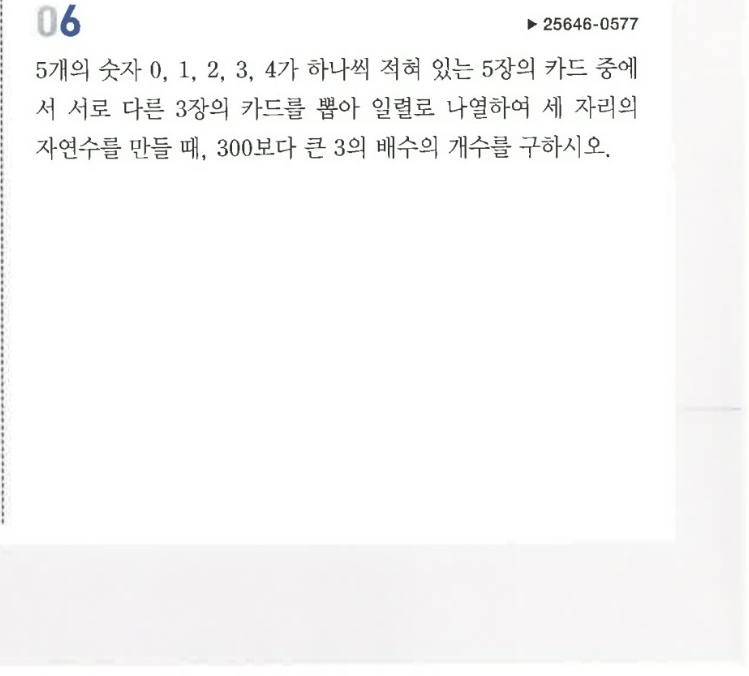 06
▶ 25646-0577
5개의 숫자 0, 1, 2, 3, 4가 하나씩 적혀 있는 5장의 카드 중에
서 서로 다른 3장의 카드를 뽑아 일렬로 나열하여 세 자리의
자연수를 만들 때, 300보다 큰 3의 배수의 개수를 구하시오.